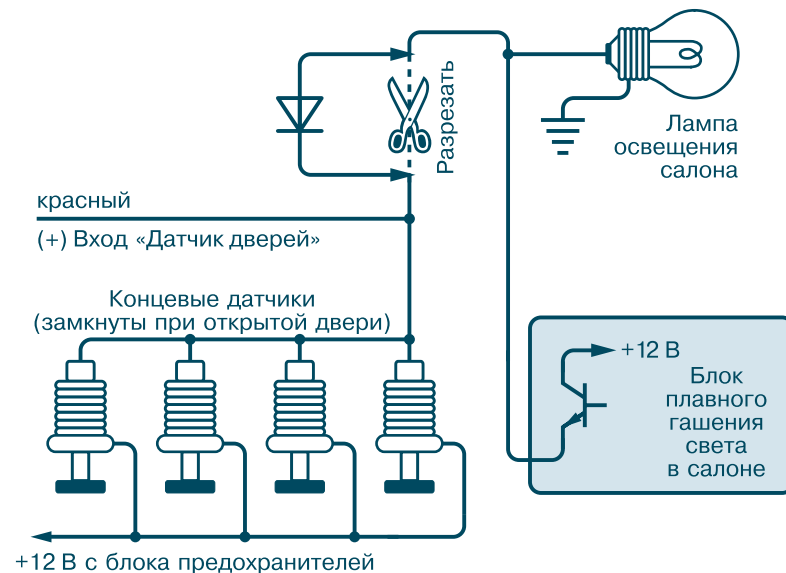 Разрезать
Лампа
освещения
салона
красный
(+) Вход «Датчик дверей»
Концевые датчики
(замкнуты при открытой двери)
+12 В
Блок
плавного
гашения
света
в салоне
+12 В с блока предохранителей